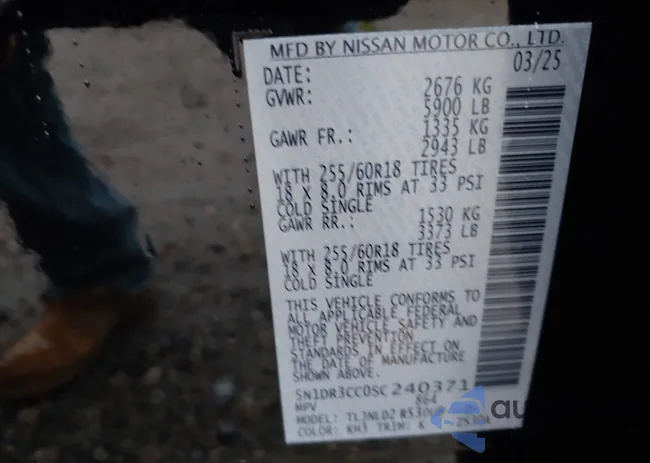 MFD BY NISSAN MOTOR CO., LTD.
DATE: 03/25
GVWR: 2676 KG
5900 LB
GAWR FR.: 1335 KG
2943 LB
WITH 255/60R18 TIRES
18 X 8.0 RIMS AT 33 PSI
COLD SINGLE
GAWR RR.: 1530 KG
3373 LB
WITH 255/60R18 TIRES
18 X 8.0 RIMS AT 33 PSI
COLD SINGLE
THIS VEHICLE CONFORMS TO
ALL APPLICABLE FEDERAL
MOTOR VEHICLE SAFETY AND
THEFT PREVENTION
STANDARDS IN EFFECT ON
THE DATE OF MANUFACTURE
SHOWN ABOVE.
5N1DR3CC0SC240371
MPV 864
MODEL: TLJNLD2 R530UR
COLOR: KH3 TRIM: K